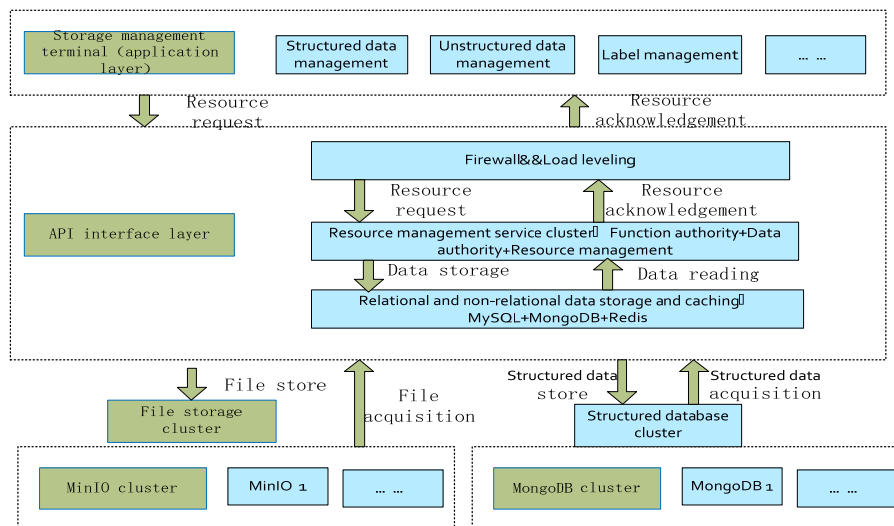 Storage management
terminal (application
layer)
Structured data
management
Unstructured data
management
Label management
… …
Resource
request
Resource
acknowledgement
Firewall&&Load leveling
Resource
request
Resource
acknowledgement
API interface layer
Resource management service cluster▯ Function authority+Data
authority+Resource management
Data storage
Data reading
Relational and non-relational data storage and caching▯
MySQL+MongoDB+Redis
File store
File
acquisition
Structured data
store
Structured data
acquisition
File storage
cluster
Structured database
cluster
MinIO cluster
MinIO 1
… …
MongoDB cluster
MongoDB 1
… …